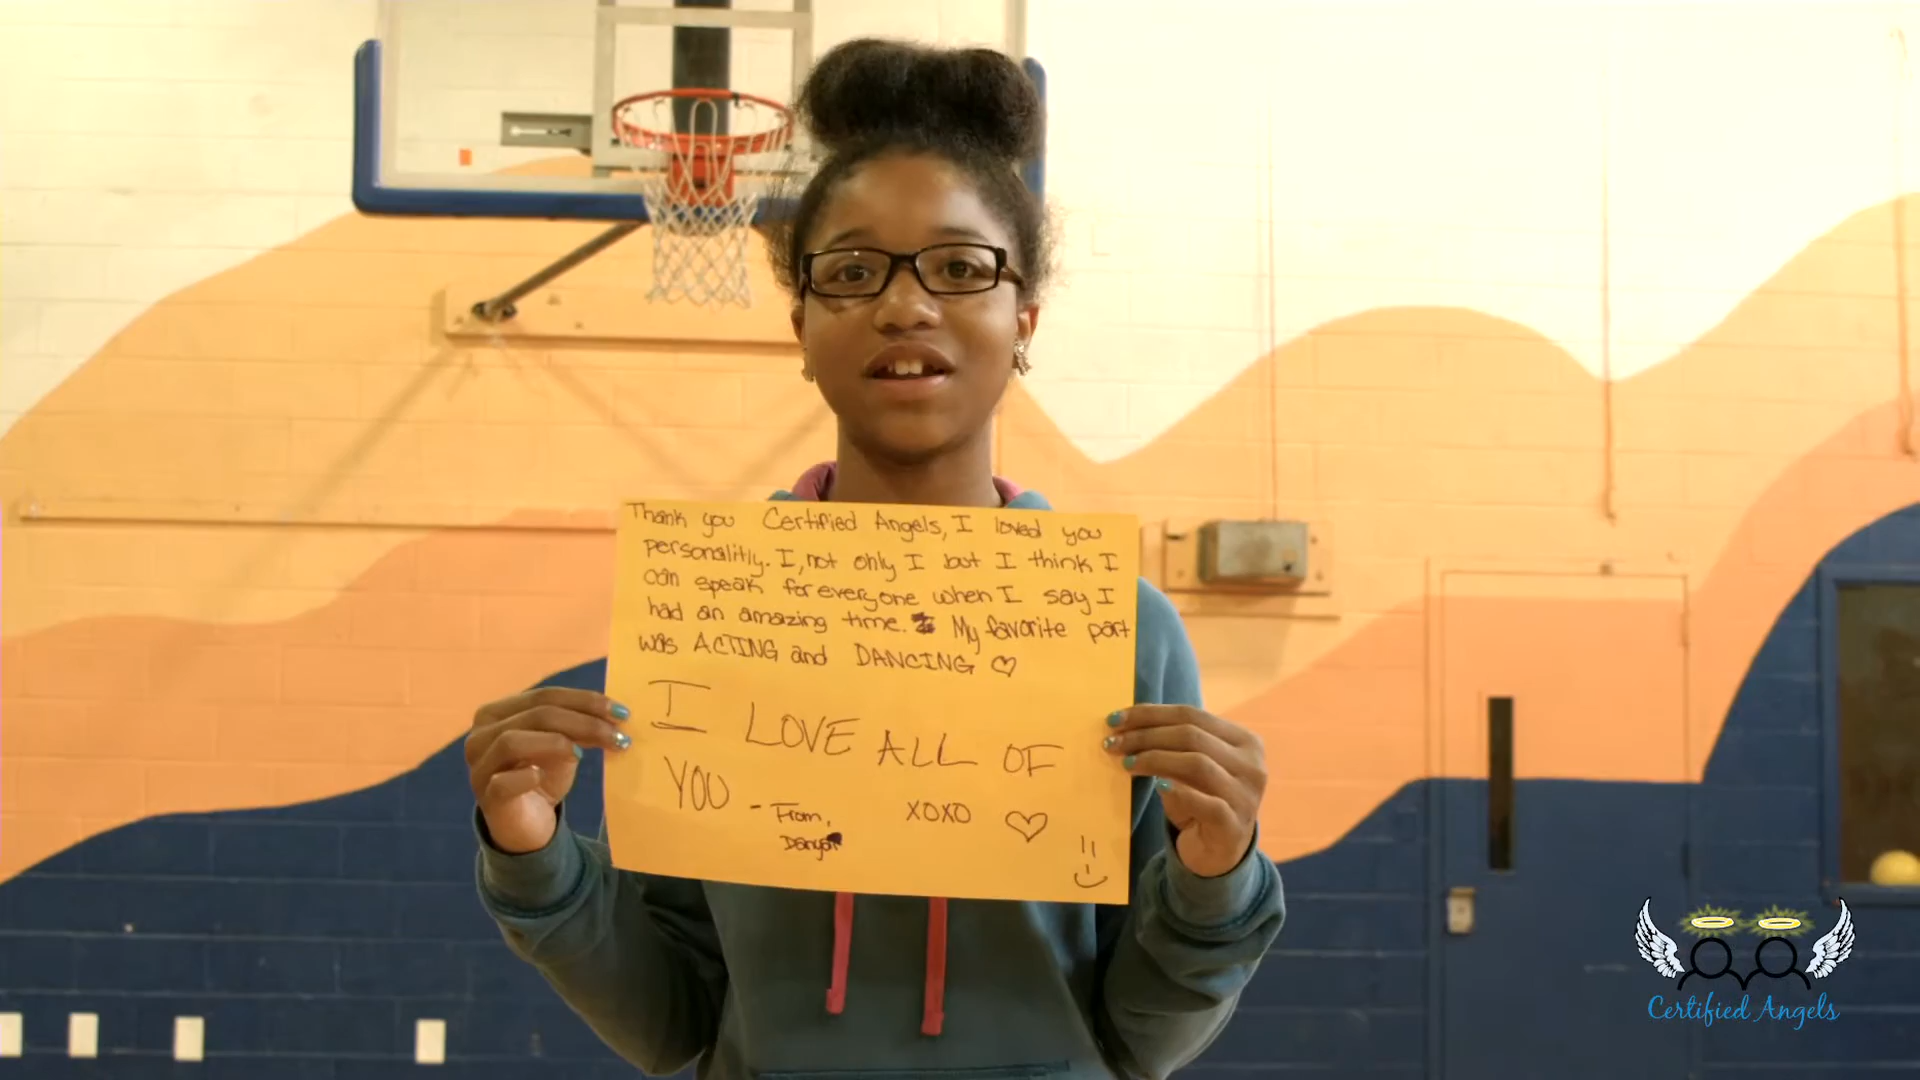 Thank you Certified Angels, I loved you
personalitly. I, not only I but I think I
can speak for everyone when I say I
had an amazing time. My favorite part
was ACTING and DANCING ♡
I LOVE ALL OF
YOU - From, XOXO ♡
Certified Angels